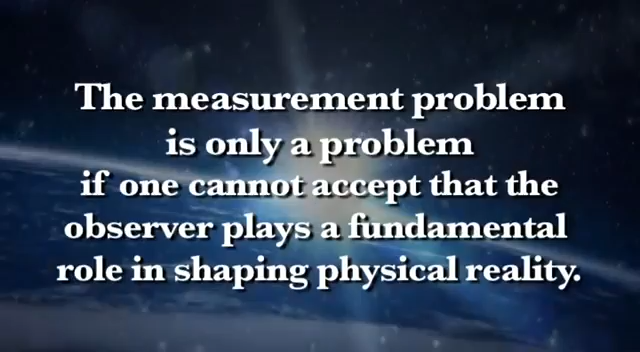 The measurement problem
is only a problem
if one cannot accept that the
observer plays a fundamental
role in shaping physical reality.